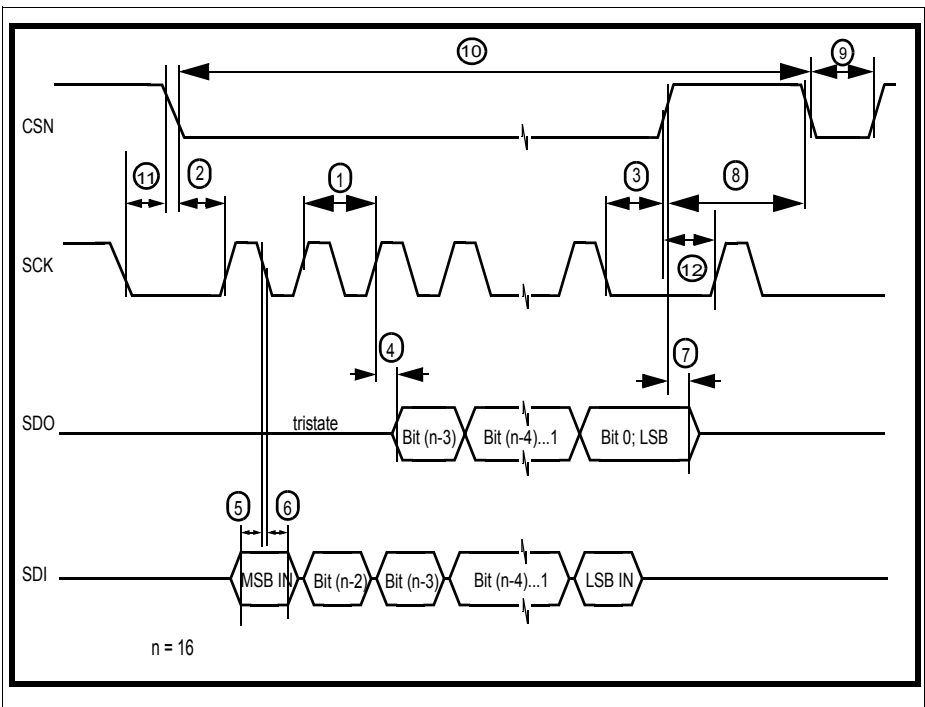 10
9
CSN
11
2
1
3
8
SCK
12
4
7
SDO
tristate
Bit (n-3)
Bit (n-4)...1
Bit 0; LSB
5
6
SDI
MSB IN
Bit (n-2)
Bit (n-3)
Bit (n-4)...1
LSB IN
n = 16